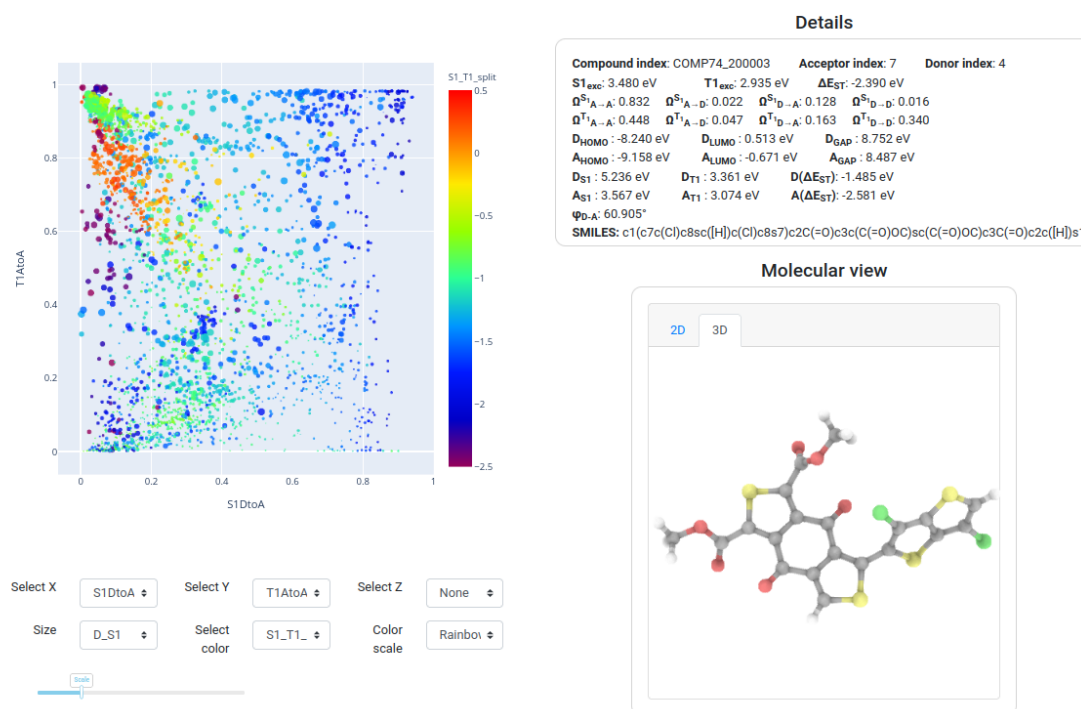 Details
Compound index: COMP74_200003 Acceptor index: 7 Donor index: 4
S1exc: 3.480 eV T1exc: 2.935 eV ΔEST: -2.390 eV
ΩS1A→A: 0.832 ΩS1A→D: 0.022 ΩS1D→A: 0.128 ΩS1D→D: 0.016
ΩT1A→A: 0.448 ΩT1A→D: 0.047 ΩT1D→A: 0.163 ΩT1D→D: 0.340
DHOMO : -8.240 eV DLUMO : 0.513 eV DGAP : 8.752 eV
AHOMO : -9.158 eV ALUMO : -0.671 eV AGAP : 8.487 eV
DS1 : 5.236 eV DT1 : 3.361 eV D(ΔEST): -1.485 eV
AS1 : 3.567 eV AT1 : 3.074 eV A(ΔEST): -2.581 eV
φD-A: 60.905°
SMILES: c1(c7c(Cl)c8sc([H])c(Cl)c8s7)c2C(=O)c3c(C(=O)OC)sc(C(=O)OC)c3C(=O)c2c([H])s1
Molecular view
2D 3D
S1_T1_split
0.5
0
−0.5
−1
−1.5
−2
−2.5
T1AtoA
1
0.8
0.6
0.4
0.2
0
0 0.2 0.4 0.6 0.8 1
S1DtoA
Select X S1DtoA Select Y T1AtoA Select Z None
Size D_S1 Select color S1_T1_ Color scale Rainbov
Scale